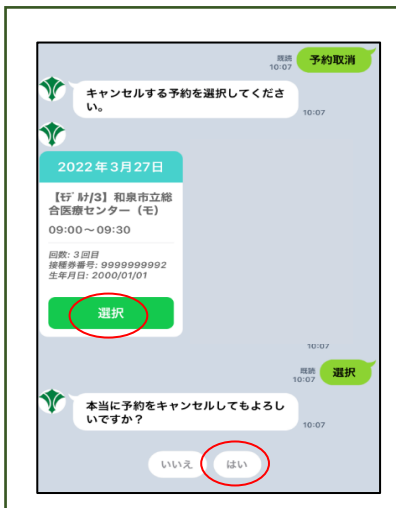 既読
10:07
予約取消
キャンセルする予約を選択してくださ
い。
10:07
2022年3月27日
【ﾓﾃﾞﾙﾅ/3】和泉市立総
合医療センター（モ）
09:00～09:30
回数: 3回目
接種券番号: 9999999992
生年月日: 2000/01/01
選択
10:07
既読
10:07
選択
本当に予約をキャンセルしてもよろし
いですか？
10:07
いいえ
はい